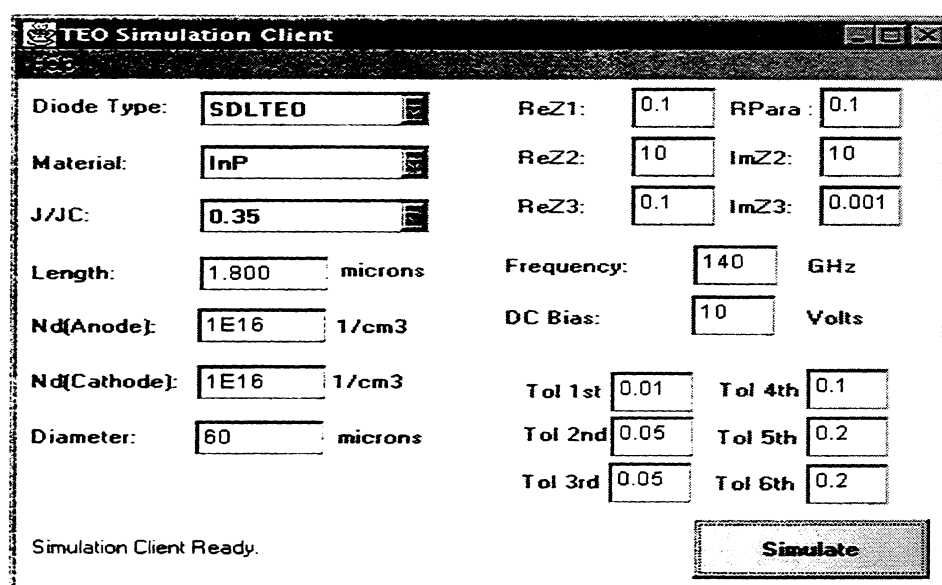 TEO Simulation Client
Diode Type: SDLTEO
Material: InP
J/JC: 0.35
Length: 1.800 microns
Nd(Anode): 1E16 1/cm3
Nd(Cathode): 1E16 1/cm3
Diameter: 60 microns
ReZ1: 0.1 RPara : 0.1
ReZ2: 10 ImZ2: 10
ReZ3: 0.1 ImZ3: 0.001
Frequency: 140 GHz
DC Bias: 10 Volts
Tol 1st 0.01 Tol 4th 0.1
Tol 2nd 0.05 Tol 5th 0.2
Tol 3rd 0.05 Tol 6th 0.2
Simulation Client Ready.
Simulate